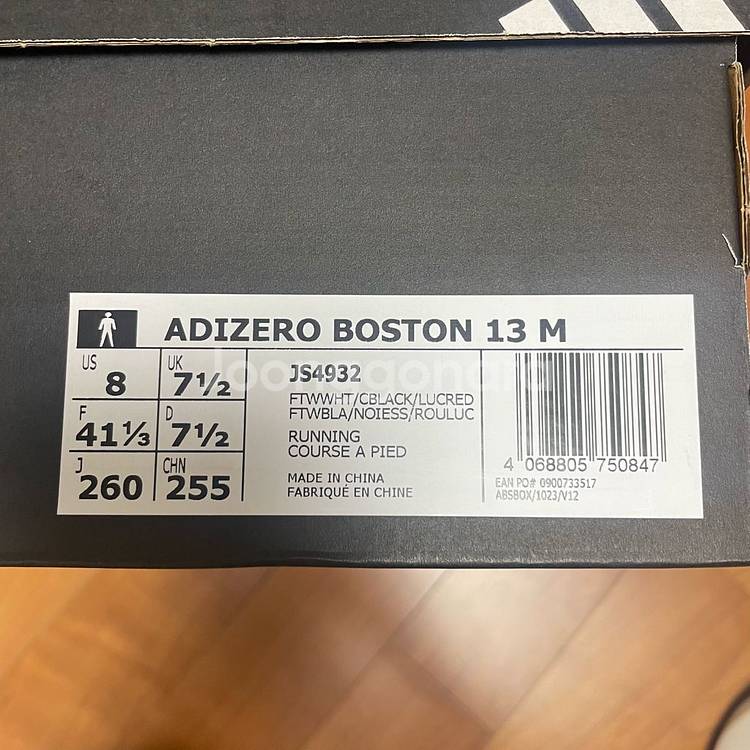 ADIZERO BOSTON 13 M
US
8
UK
7½
F
41⅓
D
7½
J
260
CHN
255
JS4932
FTWWHT/CBLACK/LUCRED
FTWBLA/NOIESS/ROULUC
RUNNING
COURSE A PIED
MADE IN CHINA
FABRIQUÉ EN CHINE
4 068805 750847
EAN PO# 0900733517
ABSBOX/1023/V12